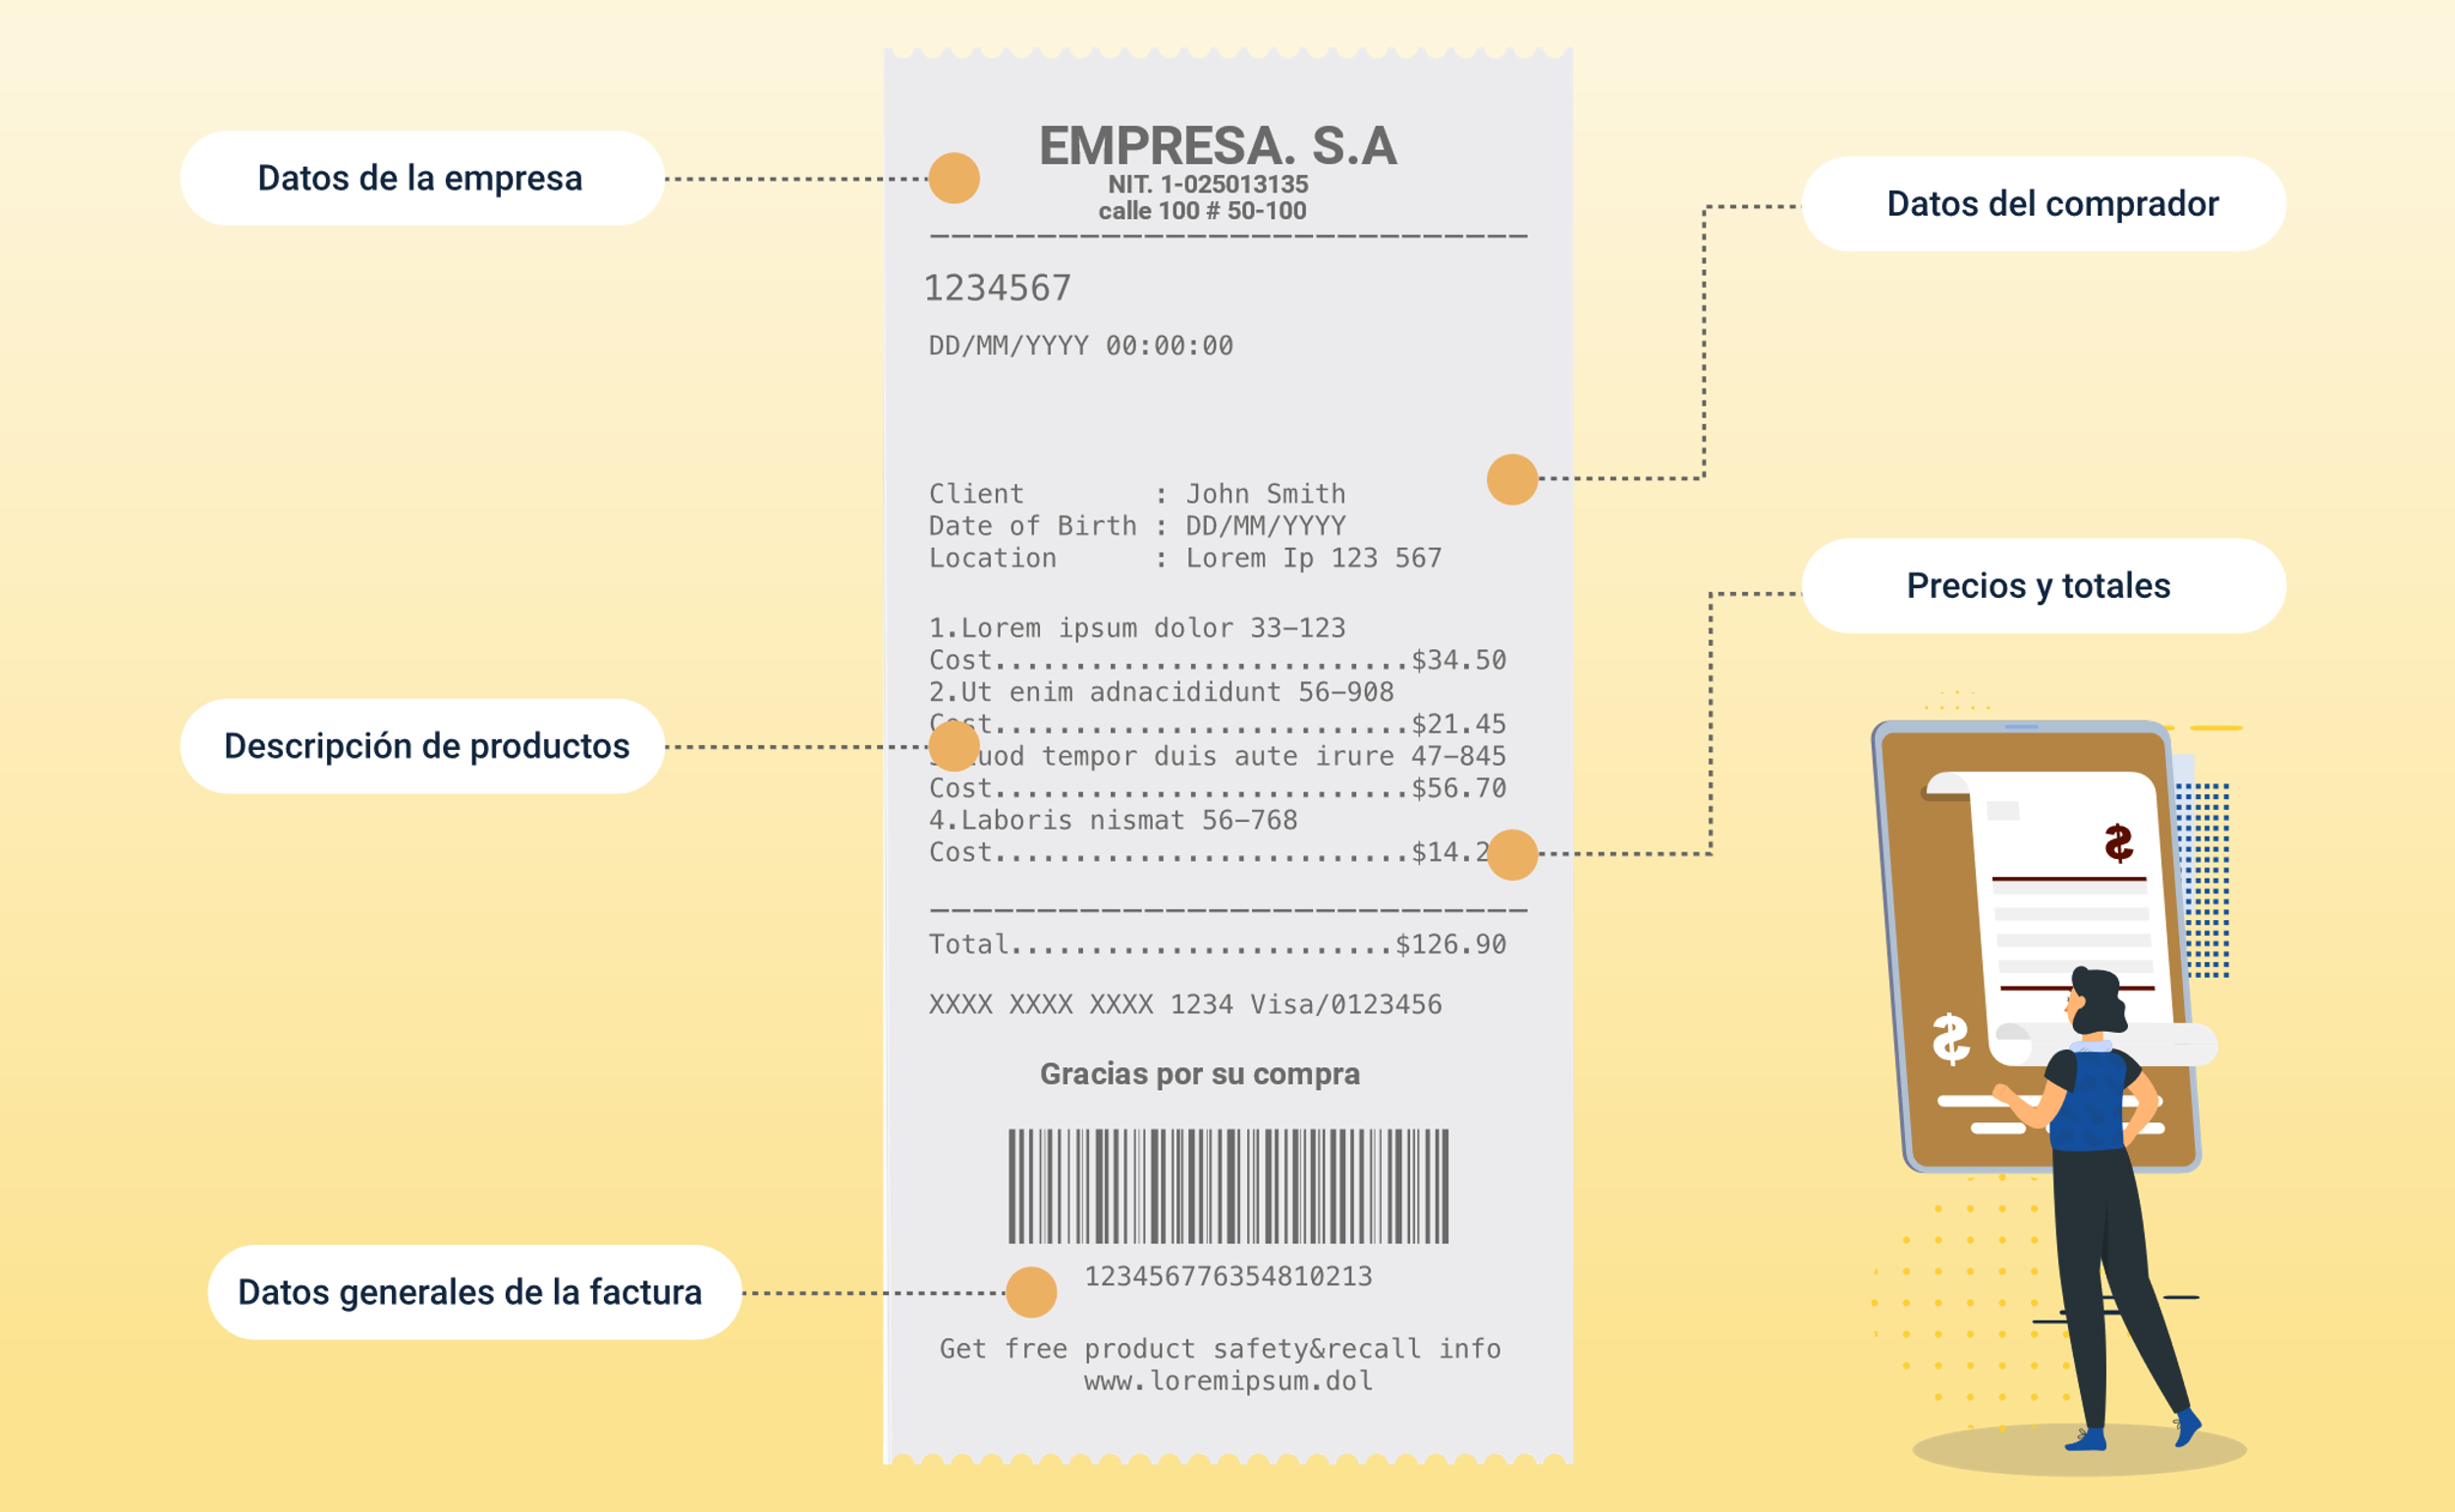 EMPRESA. S.A
NIT. 1-025013135
calle 100 # 50-100
1234567
DD/MM/YYYY 00:00:00
Client : John Smith
Date of Birth : DD/MM/YYYY
Location : Lorem Ip 123 567
1.Lorem ipsum dolor 33–123
Cost..........................$34.50
2.Ut enim adnacididunt 56–908
Cost..........................$21.45
tempor duis aute irure 47–845
Cost..........................$56.70
4.Laboris nismat 56–768
Cost..........................
Total........................$126.90
XXXX XXXX XXXX 1234 Visa/0123456
Gracias por su compra
123456776354810213
Get free product safety&recall info
www.loremipsum.dol
Datos de la empresa
Descripción de productos
Datos generales de la factura
Datos del comprador
Precios y totales
$
$